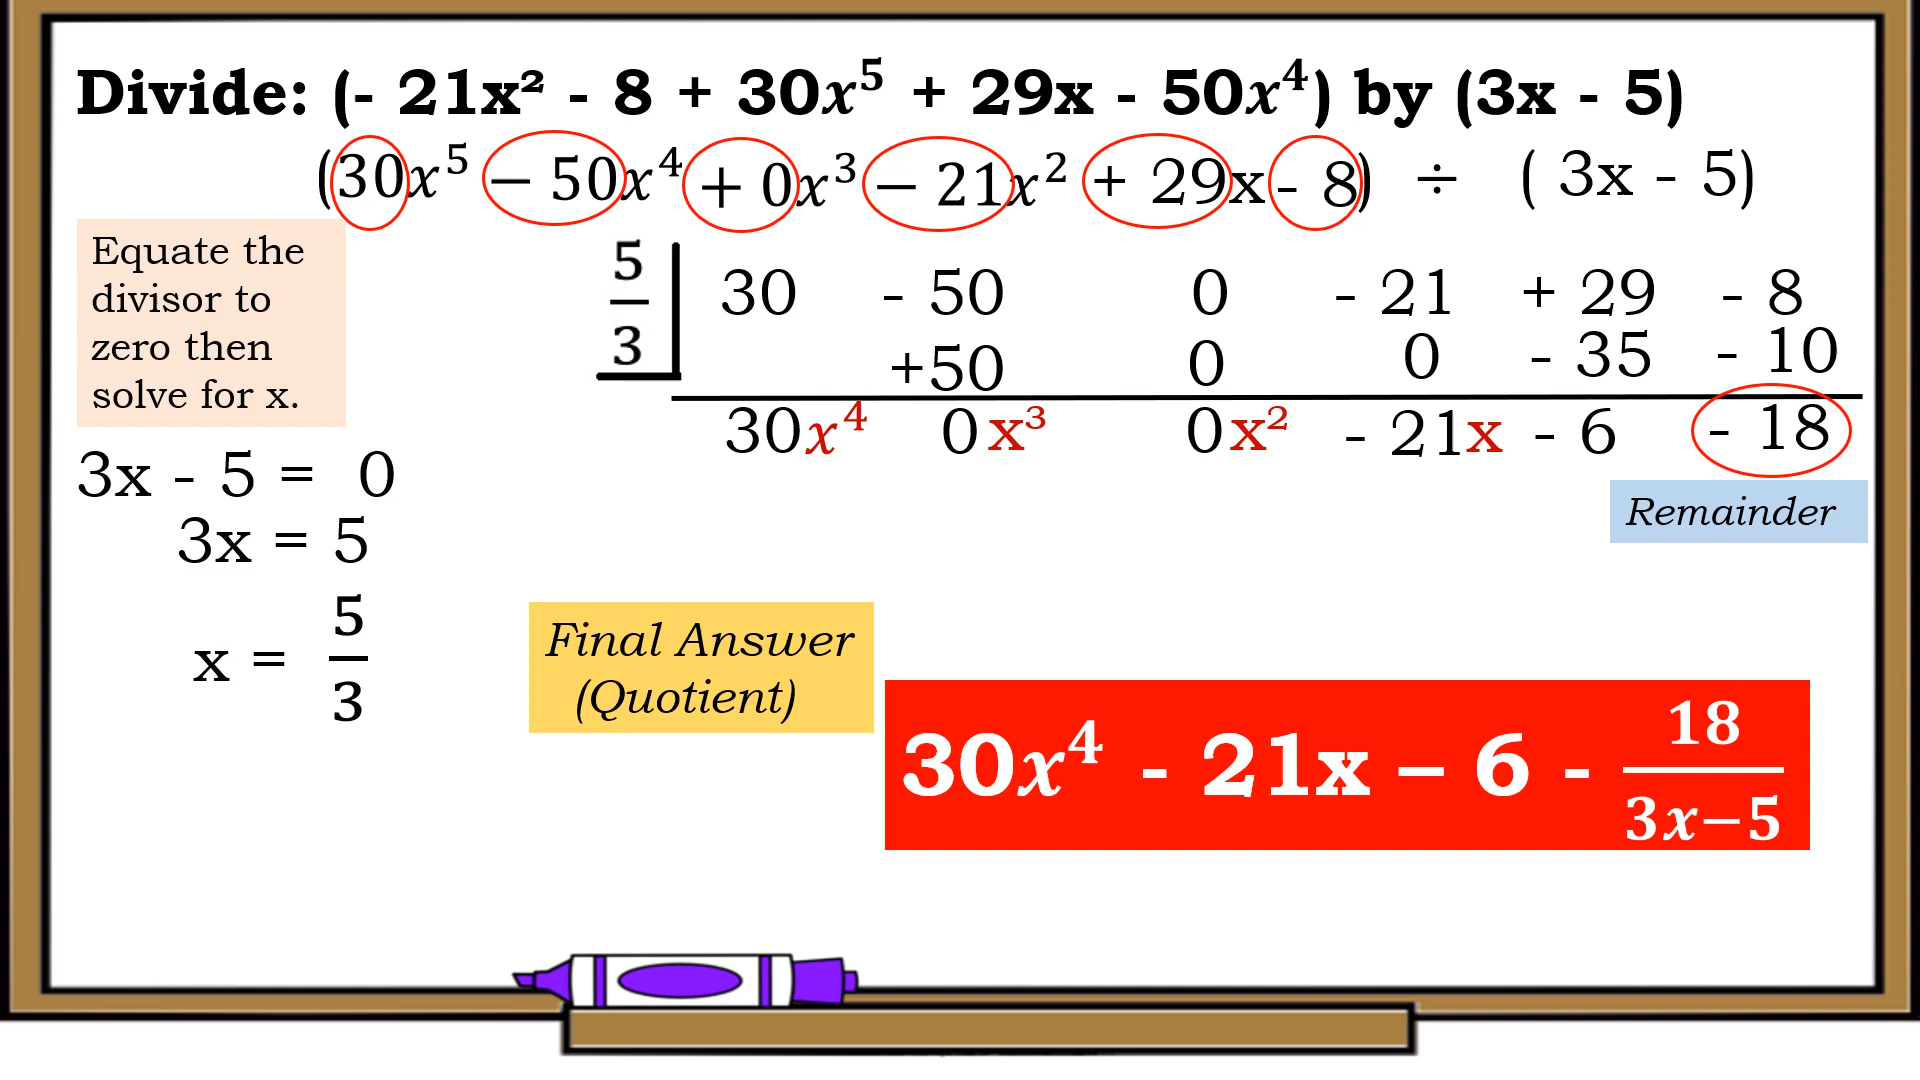 Divide: (- 21x² - 8 + 30𝑥⁵ + 29x - 50𝑥⁴) by (3x - 5)
(30𝑥⁵ − 50𝑥⁴ + 0𝑥³ − 21𝑥² + 29x - 8) ÷ ( 3x - 5)
Equate the
divisor to
zero then
solve for x.
5/3 30 - 50 0 - 21 + 29 - 8
+50 0 0 - 35 - 10
30𝑥⁴ 0x³ 0x² - 21x - 6 - 18
Remainder
3x - 5 = 0
3x = 5
x = 5/3
Final Answer
(Quotient)
30𝑥⁴ - 21x – 6 - 18/(3𝑥−5)